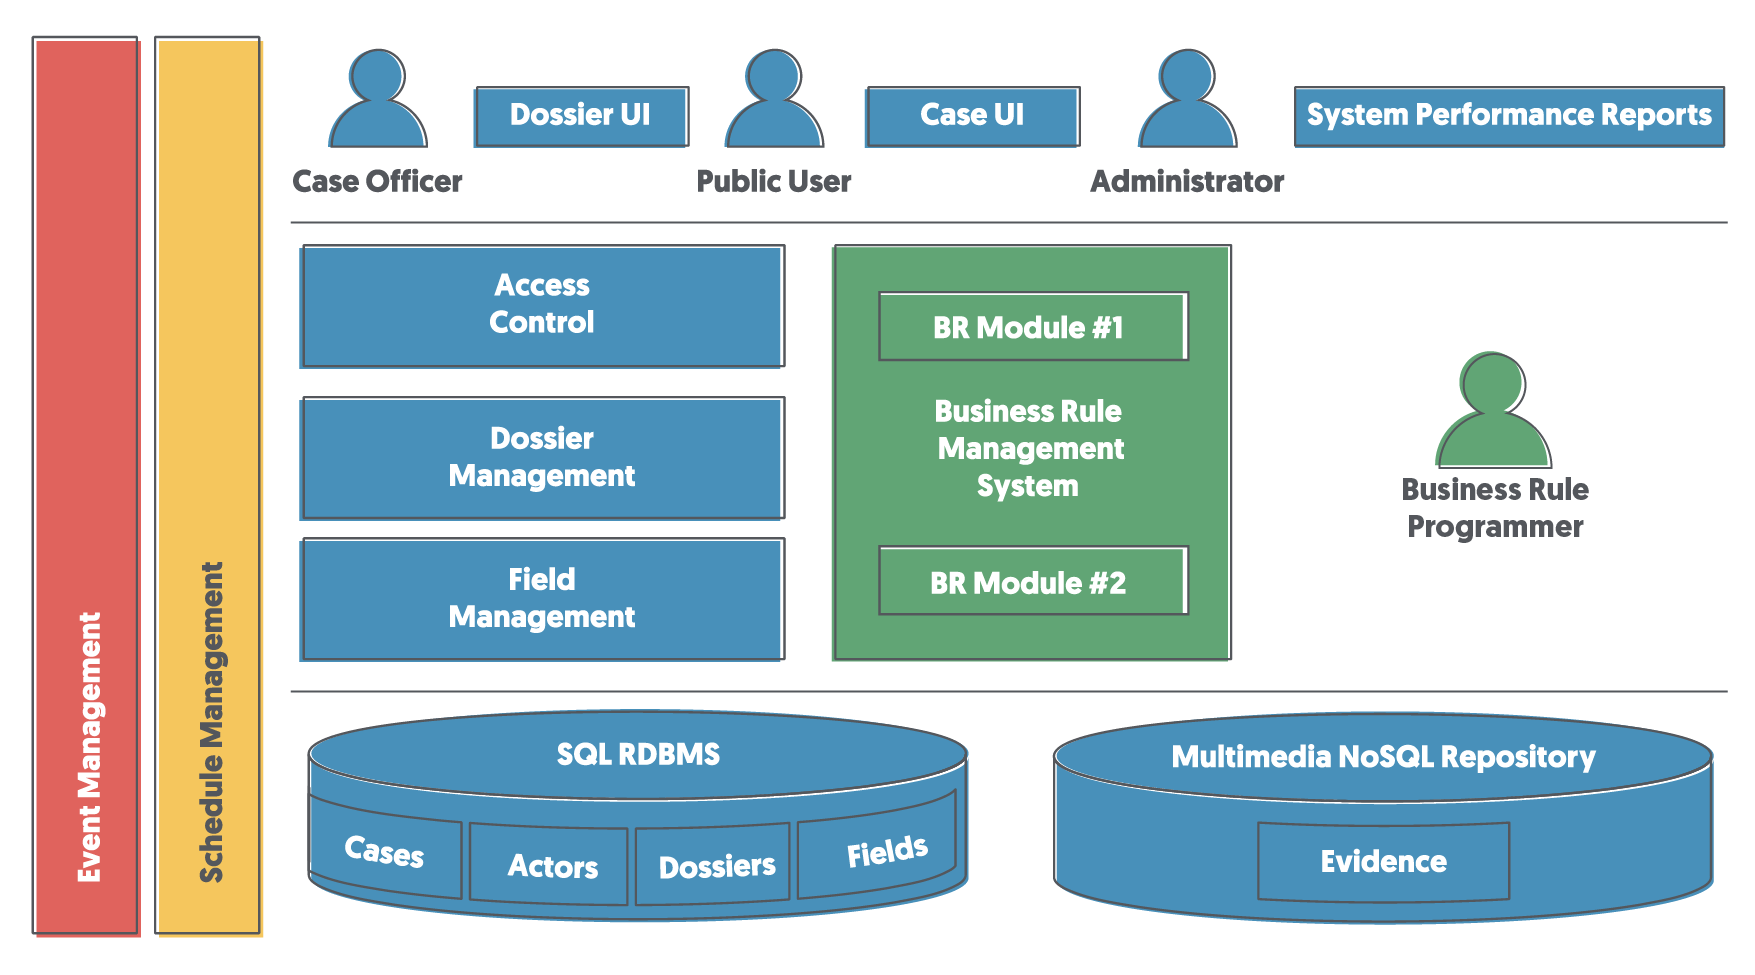 Event Management
Schedule Management
Dossier UI
Case UI
System Performance Reports
Case Officer
Public User
Administrator
Access
Control
Dossier
Management
Field
Management
BR Module #1
Business Rule
Management
System
BR Module #2
Business Rule
Programmer
SQL RDBMS
Cases
Actors
Dossiers
Fields
Multimedia NoSQL Repository
Evidence